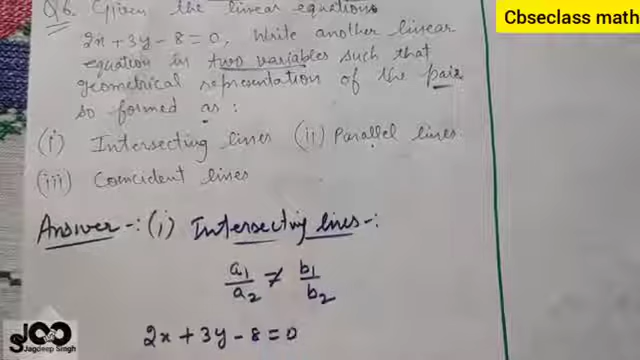 Cbseclass math
Q6. Given the linear equations
2x + 3y - 8 = 0, Write another linear
equation in two variables such that
geometrical representation of the pair
so formed as :
(i) Intersecting lines (ii) Parallel lines
(iii) Coincident lines
Answer -: (i) Intersecting lines -:
a₁/a₂ ≠ b₁/b₂
2x + 3y - 8 = 0
Jagdeep Singh